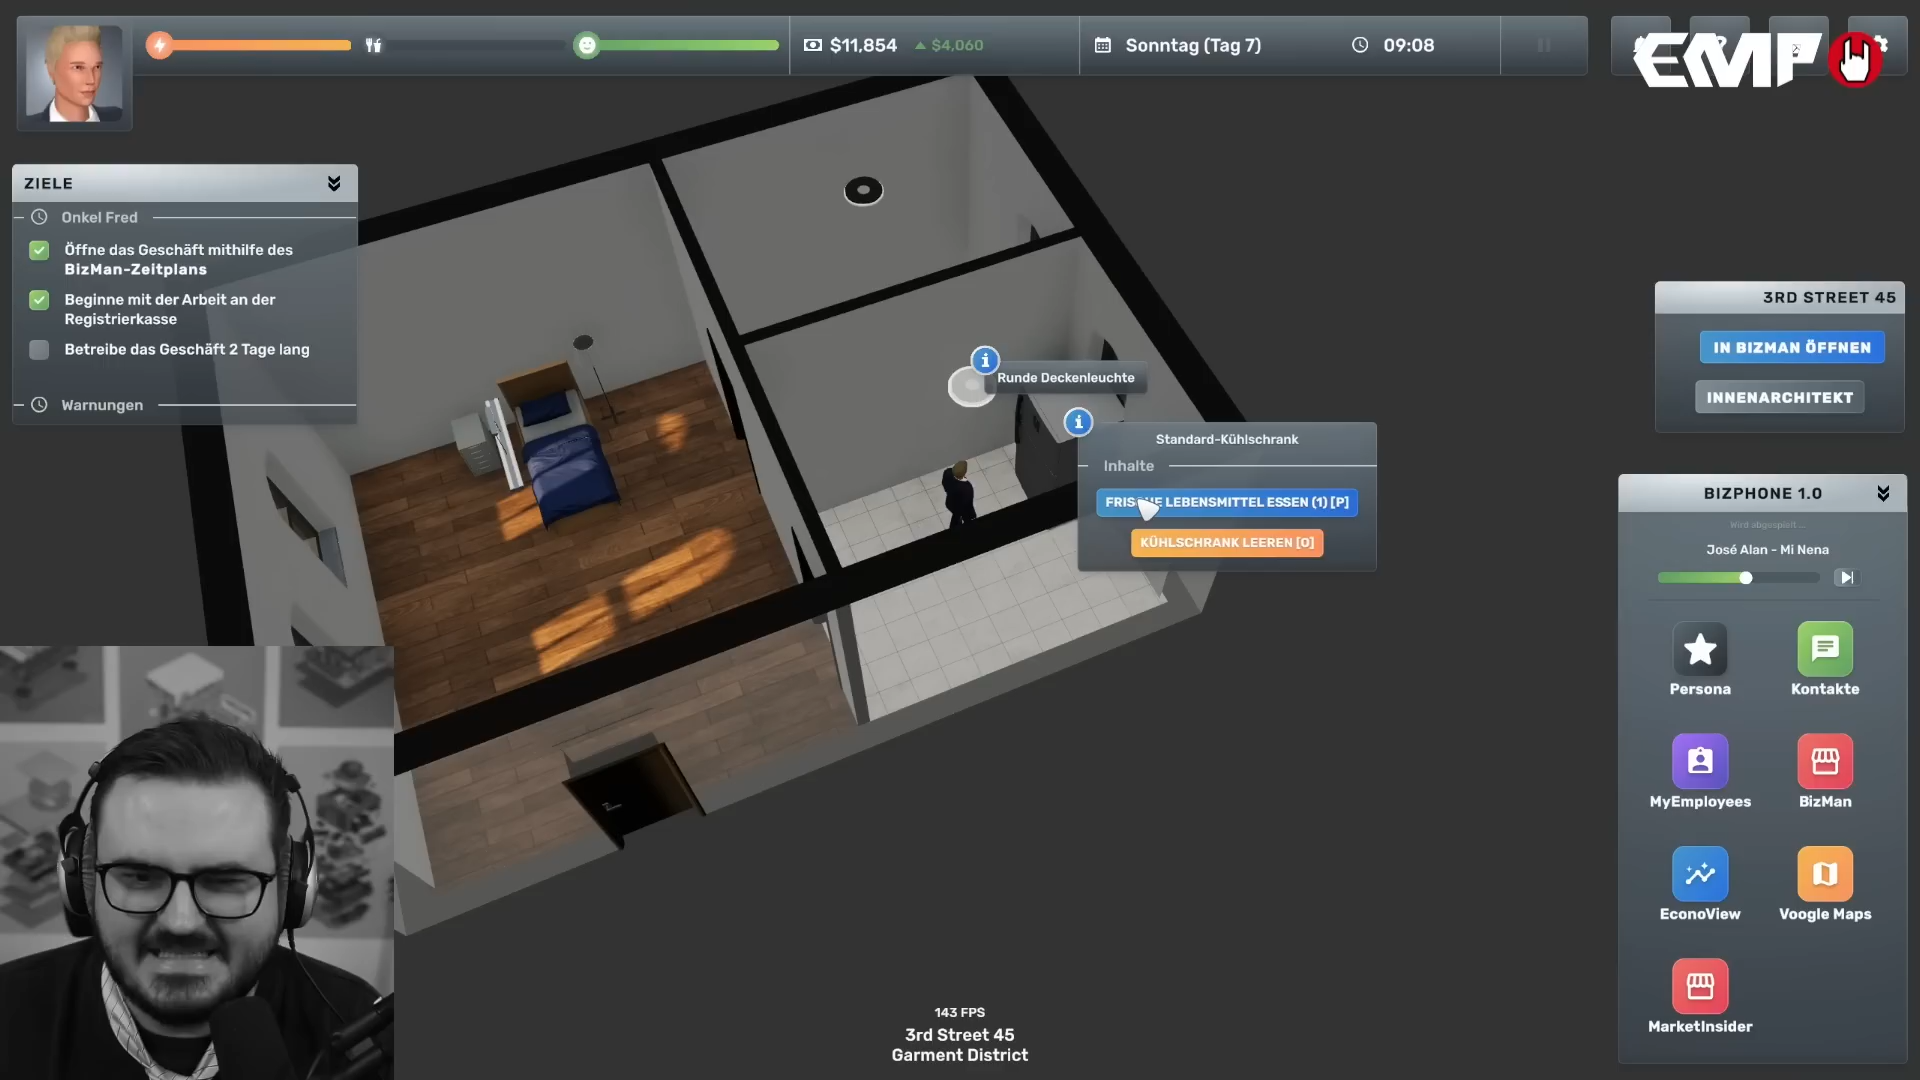 $11,854
$4,060
Sonntag (Tag 7)
09:08
EMP
ZIELE
Onkel Fred
Öffne das Geschäft mithilfe des
BizMan-Zeitplans
Beginne mit der Arbeit an der
Registrierkasse
Betreibe das Geschäft 2 Tage lang
Warnungen
Runde Deckenleuchte
Standard-Kühlschrank
Inhalte
FRISCHE LEBENSMITTEL ESSEN (1) [P]
KÜHLSCHRANK LEEREN [O]
3RD STREET 45
IN BIZMAN ÖFFNEN
INNENARCHITEKT
BIZPHONE 1.0
Wird abgespielt ...
José Alan - Mi Nena
Persona
Kontakte
MyEmployees
BizMan
EconoView
Voogle Maps
MarketInsider
143 FPS
3rd Street 45
Garment District